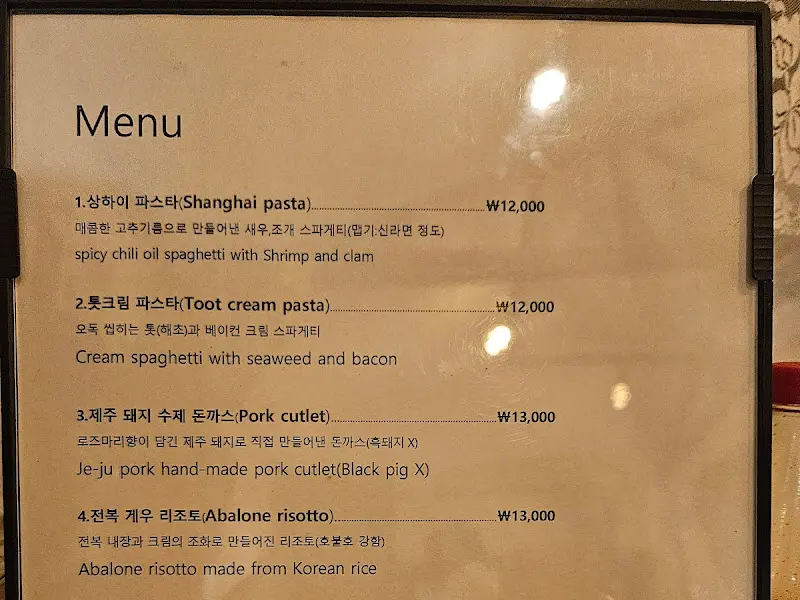 Menu
1.상하이 파스타(Shanghai pasta)........................................₩12,000
매콤한 고추기름으로 만들어낸 새우,조개 스파게티(맵기:신라면 정도)
spicy chili oil spaghetti with Shrimp and clam
2.톳크림 파스타(Toot cream pasta)........................................₩12,000
오독 씹히는 톳(해초)과 베이컨 크림 스파게티
Cream spaghetti with seaweed and bacon
3.제주 돼지 수제 돈까스(Pork cutlet)........................................₩13,000
로즈마리향이 담긴 제주 돼지로 직접 만들어낸 돈까스(흑돼지 X)
Je-ju pork hand-made pork cutlet(Black pig X)
4.전복 게우 리조토(Abalone risotto)........................................₩13,000
전복 내장과 크림의 조화로 만들어진 리조토(호불호 강함)
Abalone risotto made from Korean rice